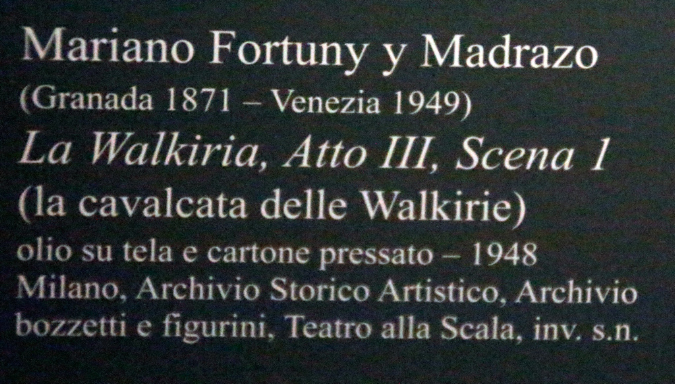 Mariano Fortuny y Madrazo
(Granada 1871 – Venezia 1949)
La Walkiria, Atto III, Scena 1
(la cavalcata delle Walkirie)
olio su tela e cartone pressato – 1948
Milano, Archivio Storico Artistico, Archivio
bozzetti e figurini, Teatro alla Scala, inv. s.n.